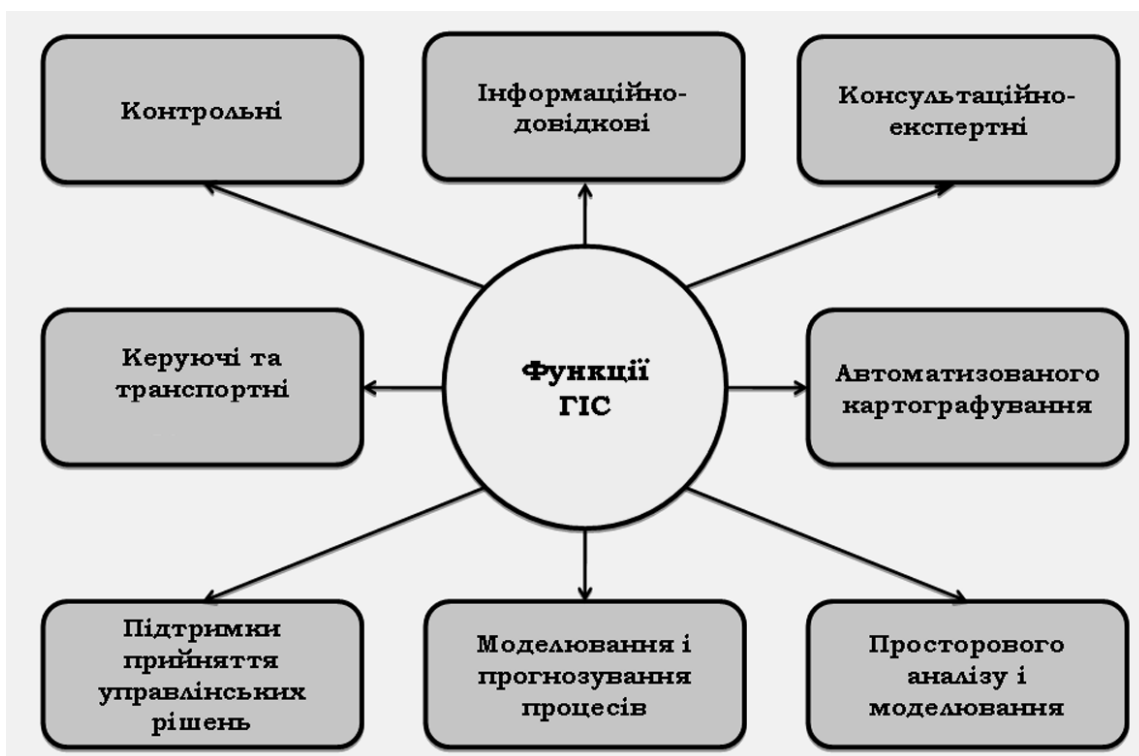 Контрольні
Інформаційно-
довідкові
Консультаційно-
експертні
Керуючі та
транспортні
Функції
ГІС
Автоматизованого
картографування
Підтримки
прийняття
управлінських
рішень
Моделювання і
прогнозування
процесів
Просторового
аналізу і
моделювання